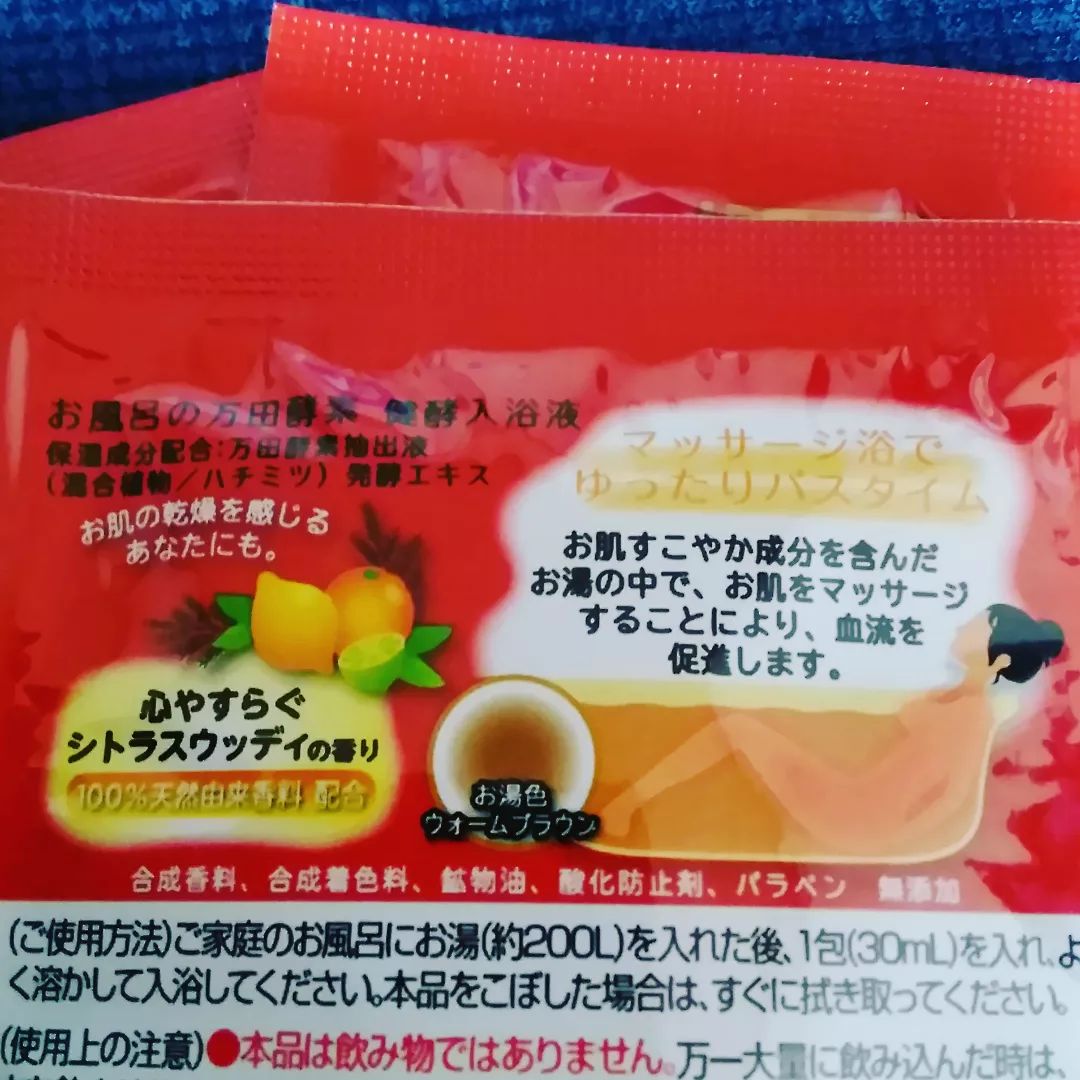 お風呂の万田酵素 健酵入浴液
保湿成分配合:万田酵素抽出液
(混合植物/ハチミツ)発酵エキス
お肌の乾燥を感じる
あなたにも。
マッサージ浴で
ゆったりバスタイム
お肌すこやか成分を含んだ
お湯の中で、お肌をマッサージ
することにより、血流を
促進します。
心やすらぐ
シトラスウッディの香り
100%天然由来香料 配合
お湯色
ウォームブラウン
合成香料、合成着色料、鉱物油、酸化防止剤、パラベン 無添加
(ご使用方法)ご家庭のお風呂にお湯(約200L)を入れた後、1包(30mL)を入れ、よ
く溶かして入浴してください。本品をこぼした場合は、すぐに拭き取ってください。
(使用上の注意)●本品は飲み物ではありません。万一大量に飲み込んだ時は、